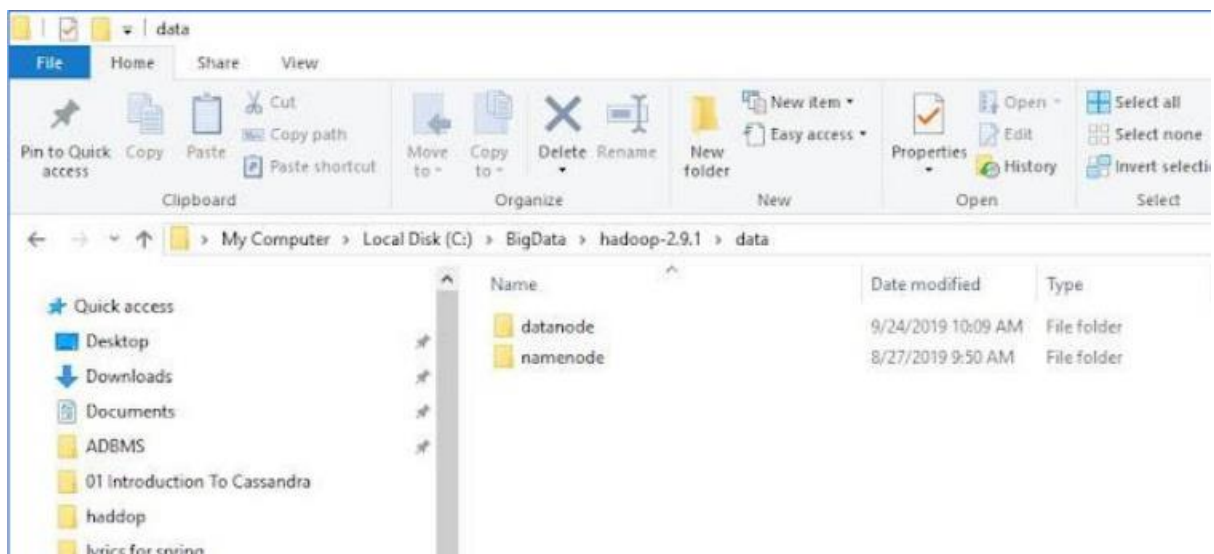 data
File Home Share View
Pin to Quick access
Copy
Paste
Cut
Copy path
Paste shortcut
Clipboard
Move to
Copy to
Delete
Rename
Organize
New folder
New item
Easy access
New
Properties
Open
Edit
History
Open
Select all
Select none
Invert selecti
Select
> My Computer > Local Disk (C:) > BigData > hadoop-2.9.1 > data
Quick access
Desktop
Downloads
Documents
ADBMS
01 Introduction To Cassandra
haddop
lyrics for spring
Name Date modified Type
datanode 9/24/2019 10:09 AM File folder
namenode 8/27/2019 9:50 AM File folder